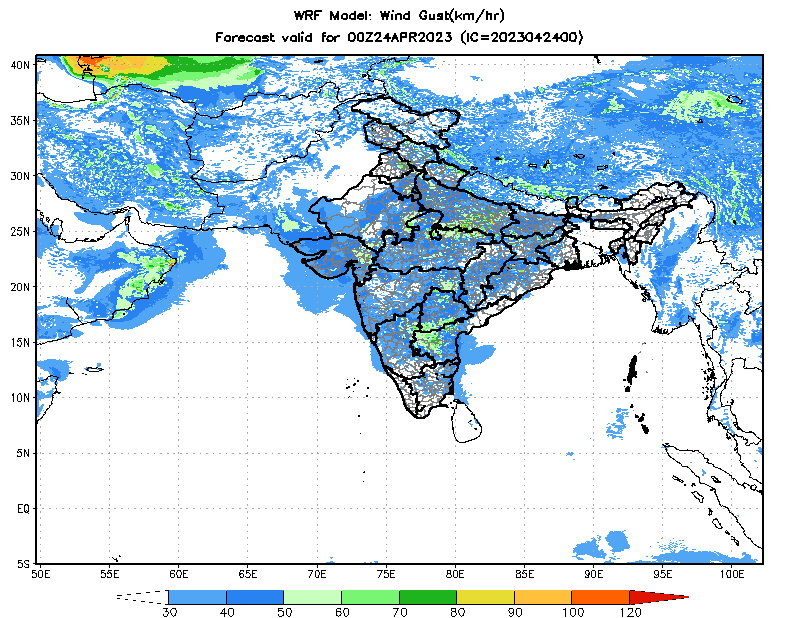 WRF Model: Wind Gust(km/hr)
Forecast valid for 00Z24APR2023 (IC=2023042400)
40N
35N
30N
25N
20N
15N
10N
5N
EQ
5S
50E 55E 60E 65E 70E 75E 80E 85E 90E 95E 100E
30 40 50 60 70 80 90 100 120